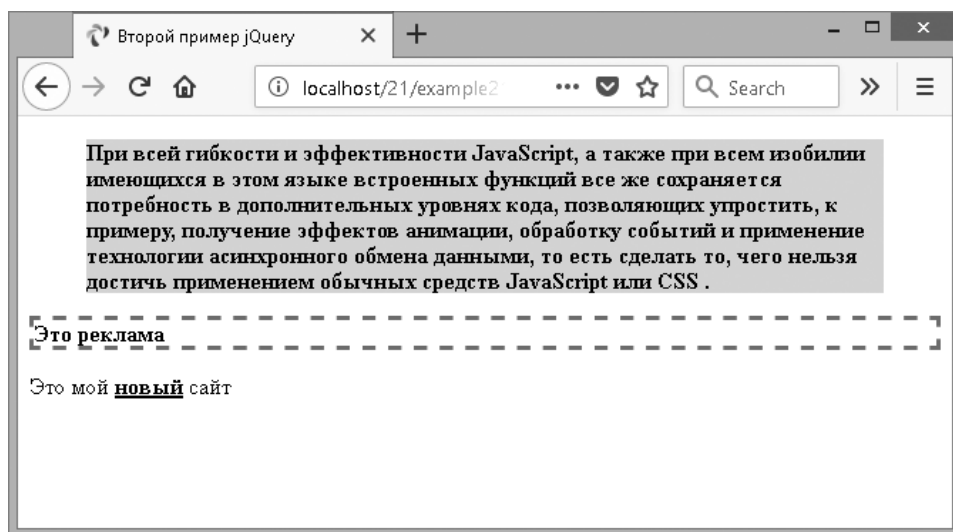 Второй пример jQuery
localhost/21/example2
Search
При всей гибкости и эффективности JavaScript, а также при всем изобилии
имеющихся в этом языке встроенных функций все же сохраняется
потребность в дополнительных уровнях кода, позволяющих упростить, к
примеру, получение эффектов анимации, обработку событий и применение
технологии асинхронного обмена данными, то есть сделать то, чего нельзя
достичь применением обычных средств JavaScript или CSS .
Это реклама
Это мой новый сайт